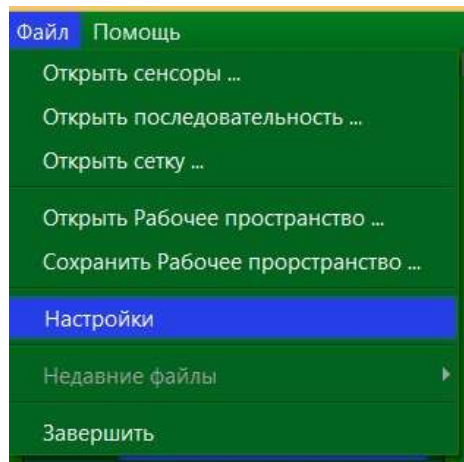 Файл Помощь
Открыть сенсоры ...
Открыть последовательность ...
Открыть сетку ...
Открыть Рабочее пространство ...
Сохранить Рабочее прорстранство ...
Настройки
Недавние файлы
Завершить